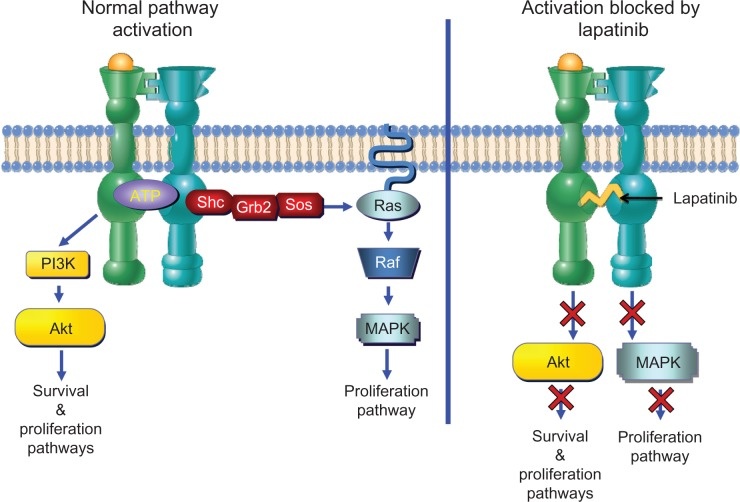 Normal pathway
activation
ATP
Shc
Grb2
Sos
Ras
PI3K
Raf
Akt
MAPK
Survival
&
proliferation
pathways
Proliferation
pathway
Activation blocked by
lapatinib
Lapatinib
Akt
MAPK
Survival
&
proliferation
pathways
Proliferation
pathway